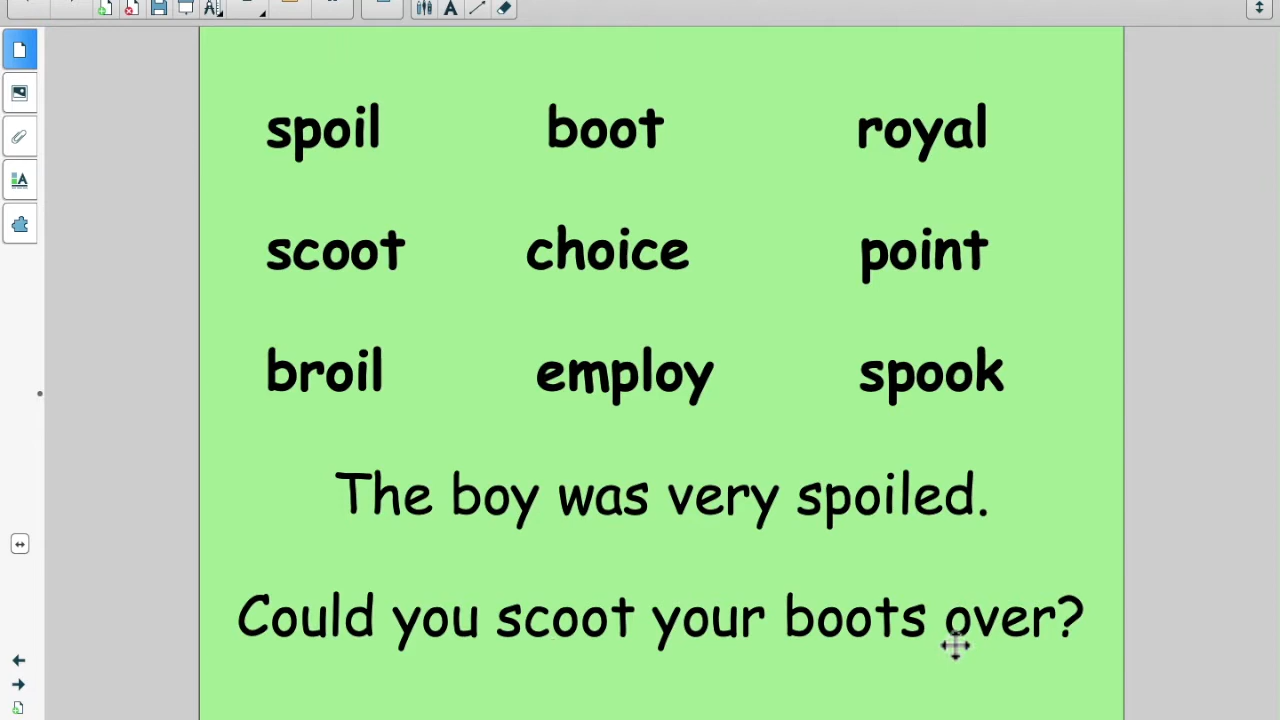 spoil boot royal
scoot choice point
broil employ spook
The boy was very spoiled.
Could you scoot your boots over?